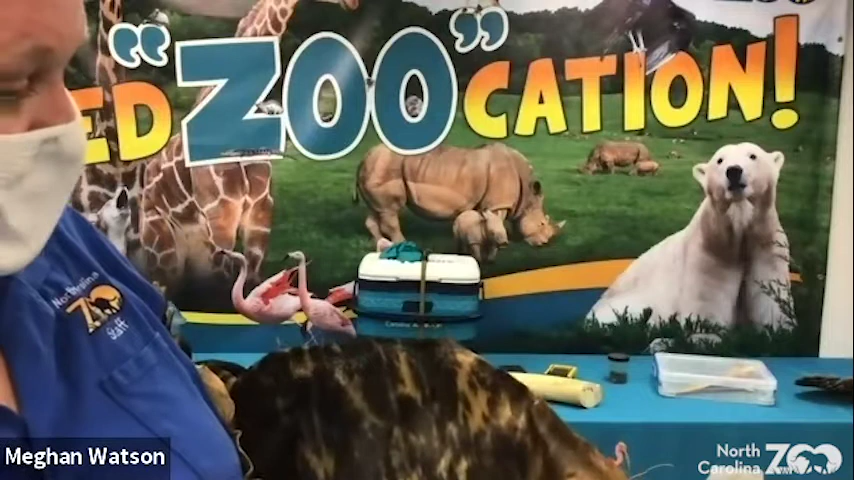 ED "ZOO" CATION!
North Carolina
ZOO
Staff
Meghan Watson
North
Carolina ZOO